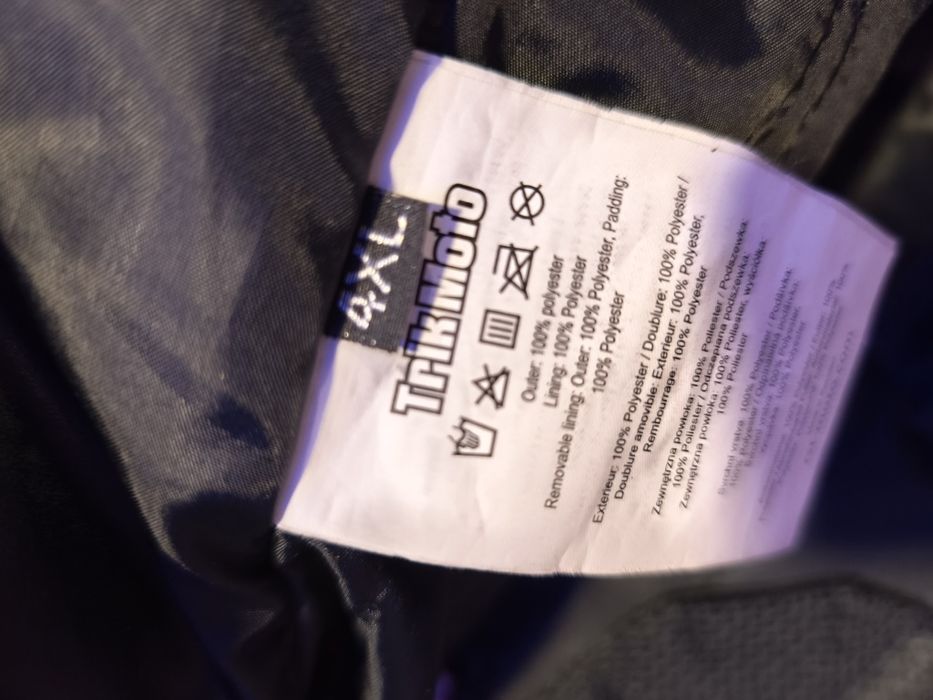 4XL
TrikMoto
Outer: 100% polyester
Lining: 100% Polyester
Removable lining: Outer: 100% Polyester, Padding:
100% Polyester
Exterieur: 100% Polyester / Doublure: 100% Polyester /
Doublure amovible: Exterieur: 100% Polyester,
Rembourrage: 100% Polyester
Zewnętrzna powłoka: 100% Poliester / Podszewka:
100% Poliester / Odczepiana podszewka:
Zewnętrzna powłoka 100% Poliester, wyściółka:
100% Poliester